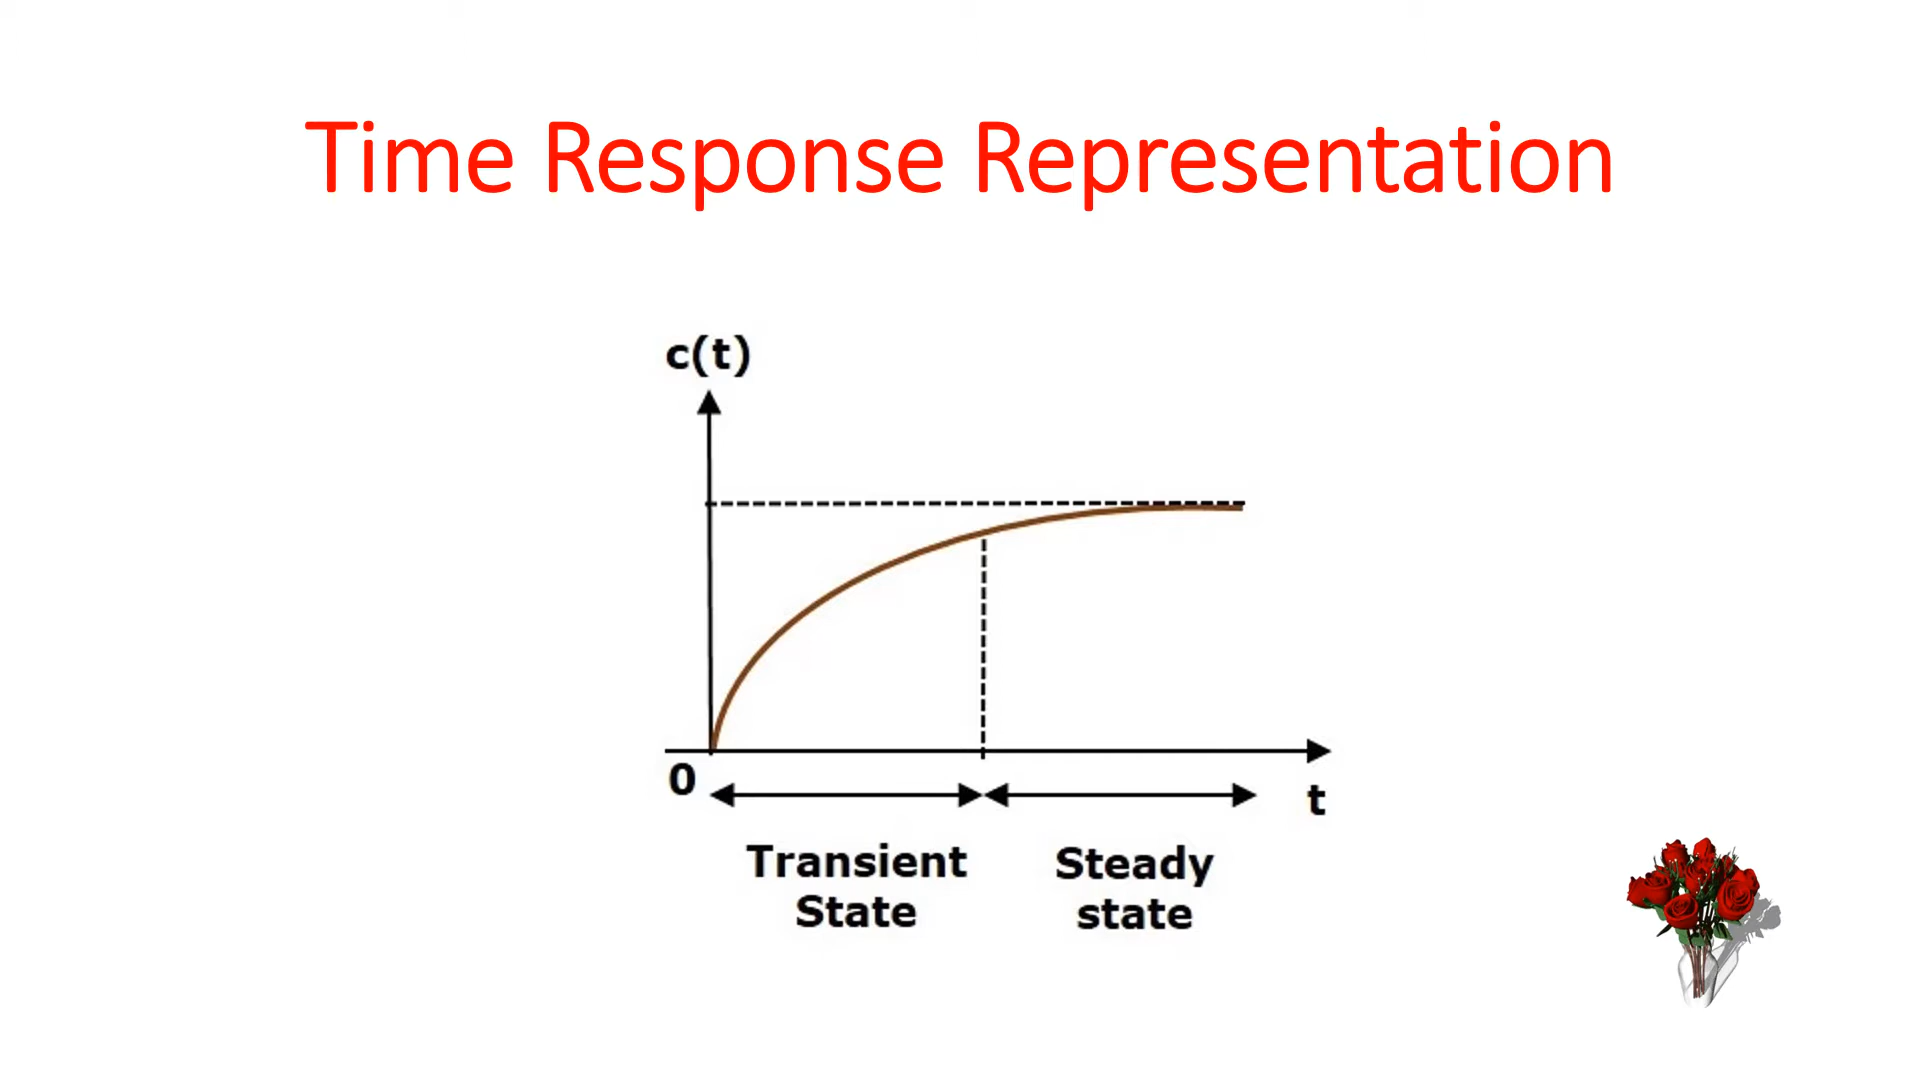 Time Response Representation
c(t)
0
t
Transient
State
Steady
state